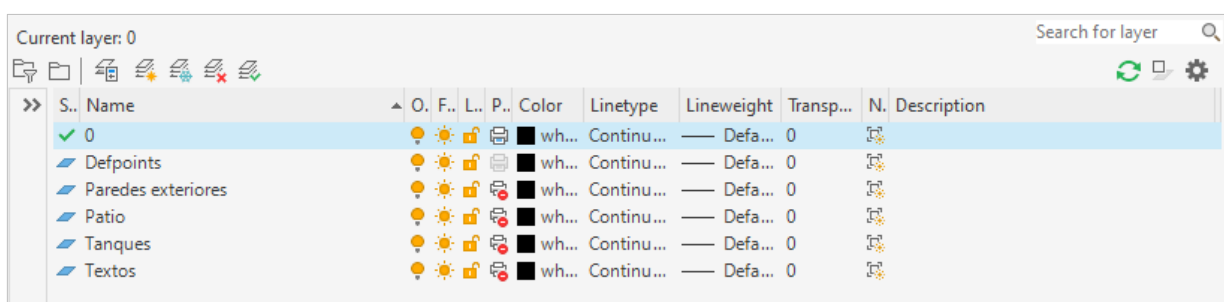 Current layer: 0 Search for layer
S.. Name O. F.. L.. P.. Color Linetype Lineweight Transp... N. Description
0 wh... Continu... Defa... 0
Defpoints wh... Continu... Defa... 0
Paredes exteriores wh... Continu... Defa... 0
Patio wh... Continu... Defa... 0
Tanques wh... Continu... Defa... 0
Textos wh... Continu... Defa... 0